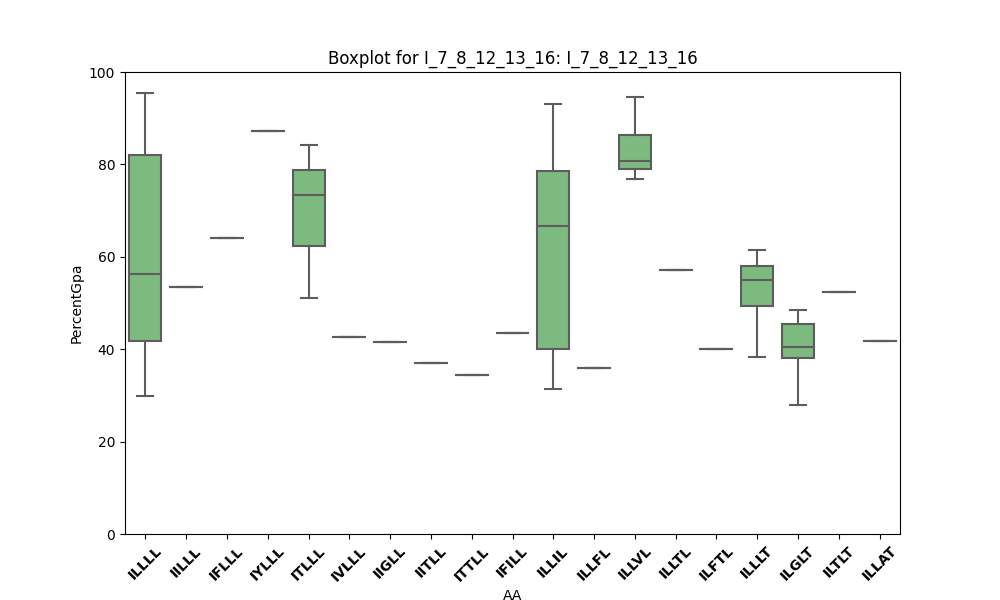 Boxplot for I_7_8_12_13_16: I_7_8_12_13_16
100
80
60
40
20
0
PercentGpa
ILLLL
IILLL
IFLLL
IYLLL
ITLLL
IVLLL
IIGLL
IITLL
ITTLL
IFILL
ILLIL
ILLFL
ILLVL
ILLTL
ILFTL
ILLLT
ILGLT
ILTLT
ILLAT
AA